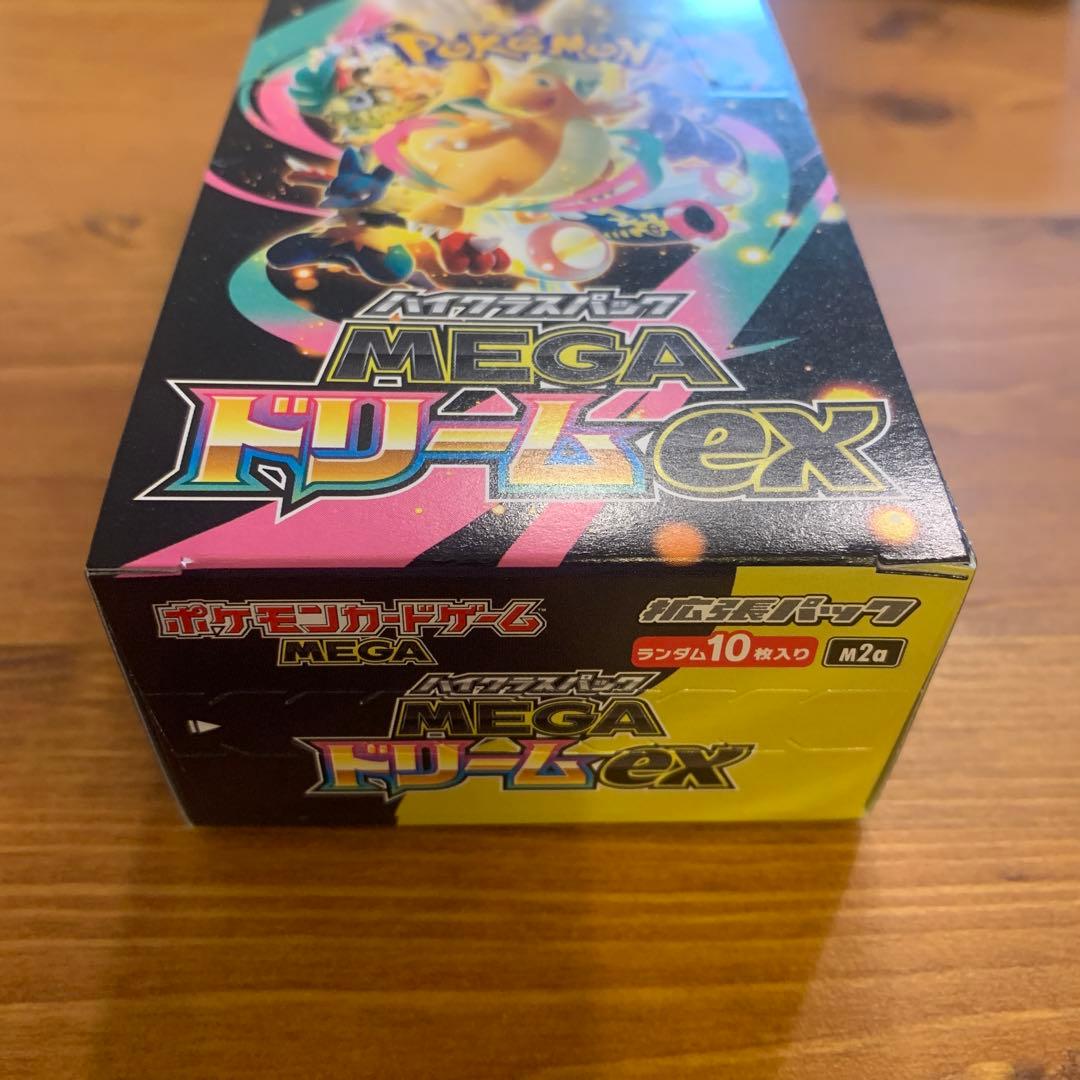 POKÉMON
ハイクラスパック
MEGA
ドリームex
ポケモンカードゲーム™
MEGA
拡張パック
ランダム10枚入り
M2a
ハイクラスパック
MEGA
ドリームex